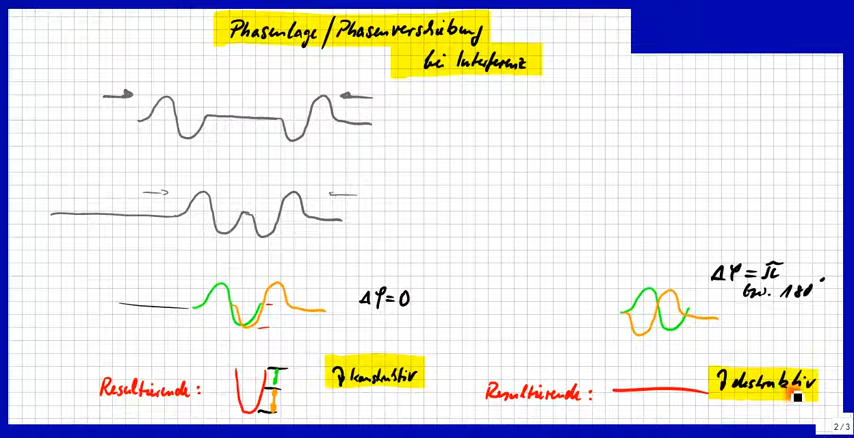 Phasenlage/Phasenverschiebung
bei Interferenz
Δφ=0
Δφ=π
bzw. 180°
Resultierende:
konstruktiv
Resultierende:
destruktiv
2/3